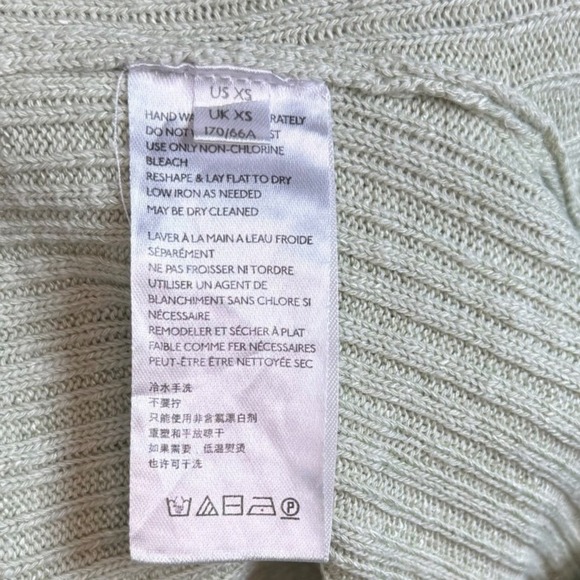 US XS
UK XS
170/66A
HAND WA RATELY
DO NOT ST
USE ONLY NON-CHLORINE
BLEACH
RESHAPE & LAY FLAT TO DRY
LOW IRON AS NEEDED
MAY BE DRY CLEANED
LAVER À LA MAIN A LEAU FROIDE
SÉPARÉMENT
NE PAS FROISSER NI TORDRE
UTILISER UN AGENT DE
BLANCHIMENT SANS CHLORE SI
NÉCESSAIRE
REMODELER ET SÉCHER À PLAT
FAIBLE COMME FER NÉCESSAIRES
PEUT-ÊTRE ÊTRE NETTOYÉE SEC
冷水手洗
不要拧
只能使用非含氯漂白剂
重塑和平放晾干
如果需要，低温熨烫
也许可干洗
P